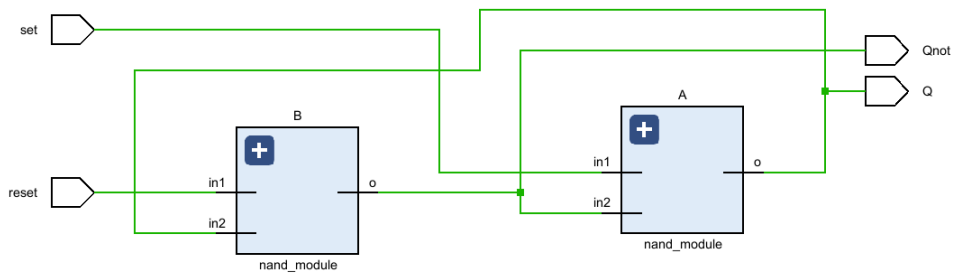 set
Qnot
Q
A
B
in1
o
in2
nand_module
reset
in1
o
in2
nand_module